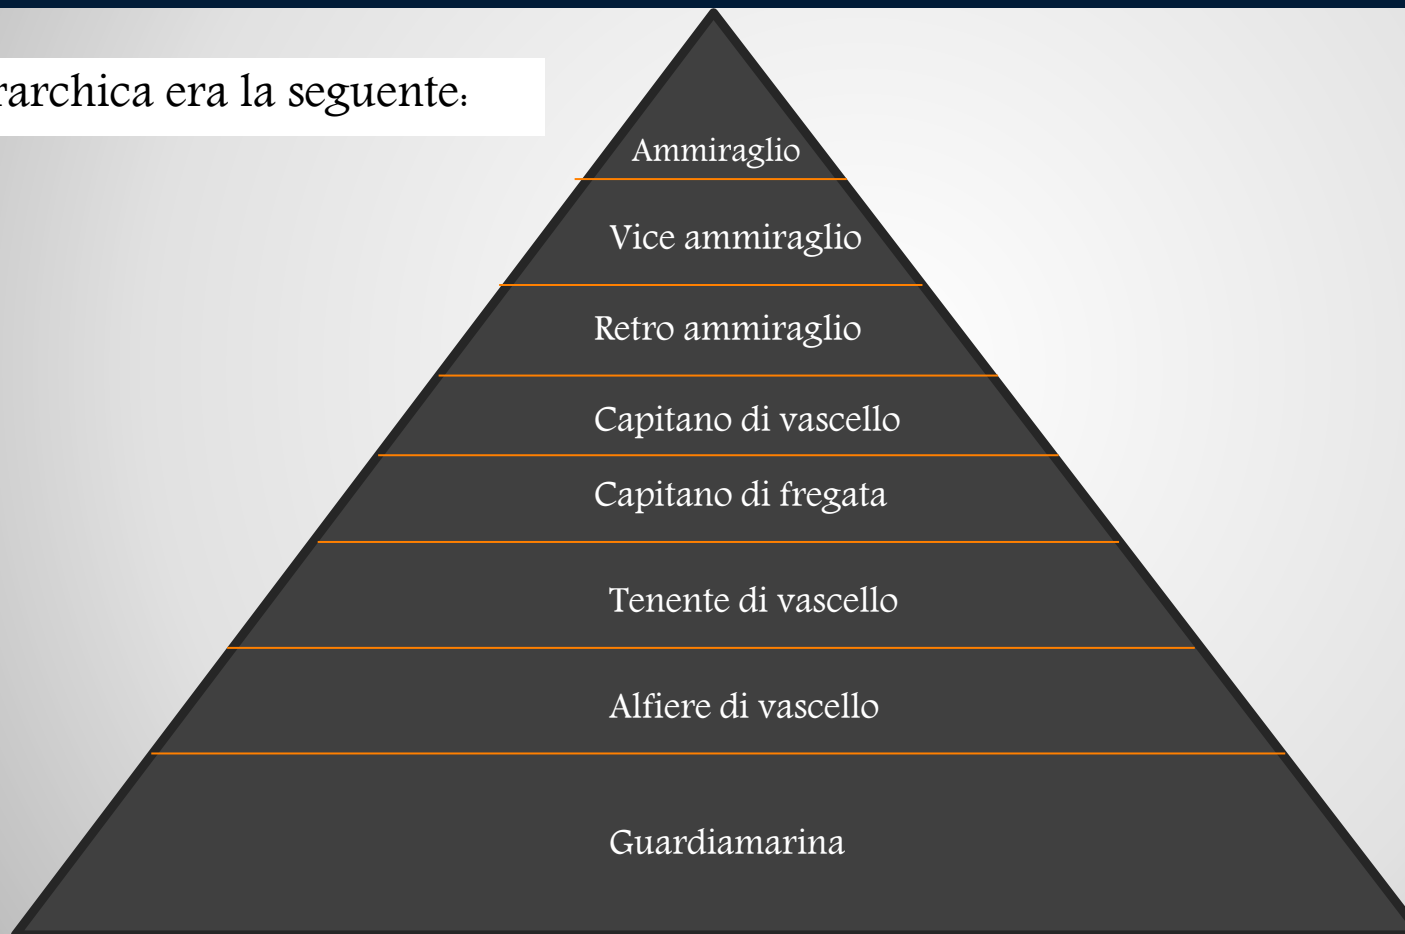 rarchica era la seguente:
Ammiraglio
Vice ammiraglio
Retro ammiraglio
Capitano di vascello
Capitano di fregata
Tenente di vascello
Alfiere di vascello
Guardiamarina